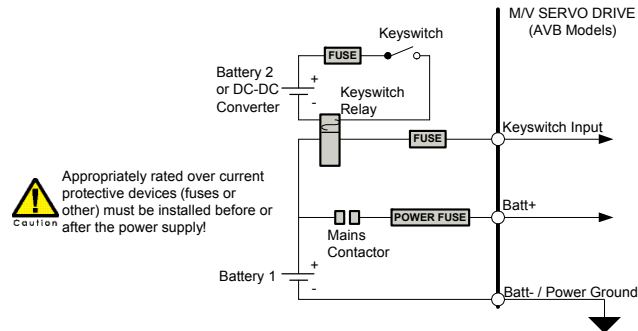 M/V SERVO DRIVE
(AVB Models)
Keyswitch
FUSE
Battery 2
or DC-DC
Converter
+
-
Keyswitch
Relay
FUSE
Keyswitch Input
Caution
Appropriately rated over current
protective devices (fuses or
other) must be installed before or
after the power supply!
Batt+
POWER FUSE
Mains
Contactor
Battery 1
+
-
Batt- / Power Ground